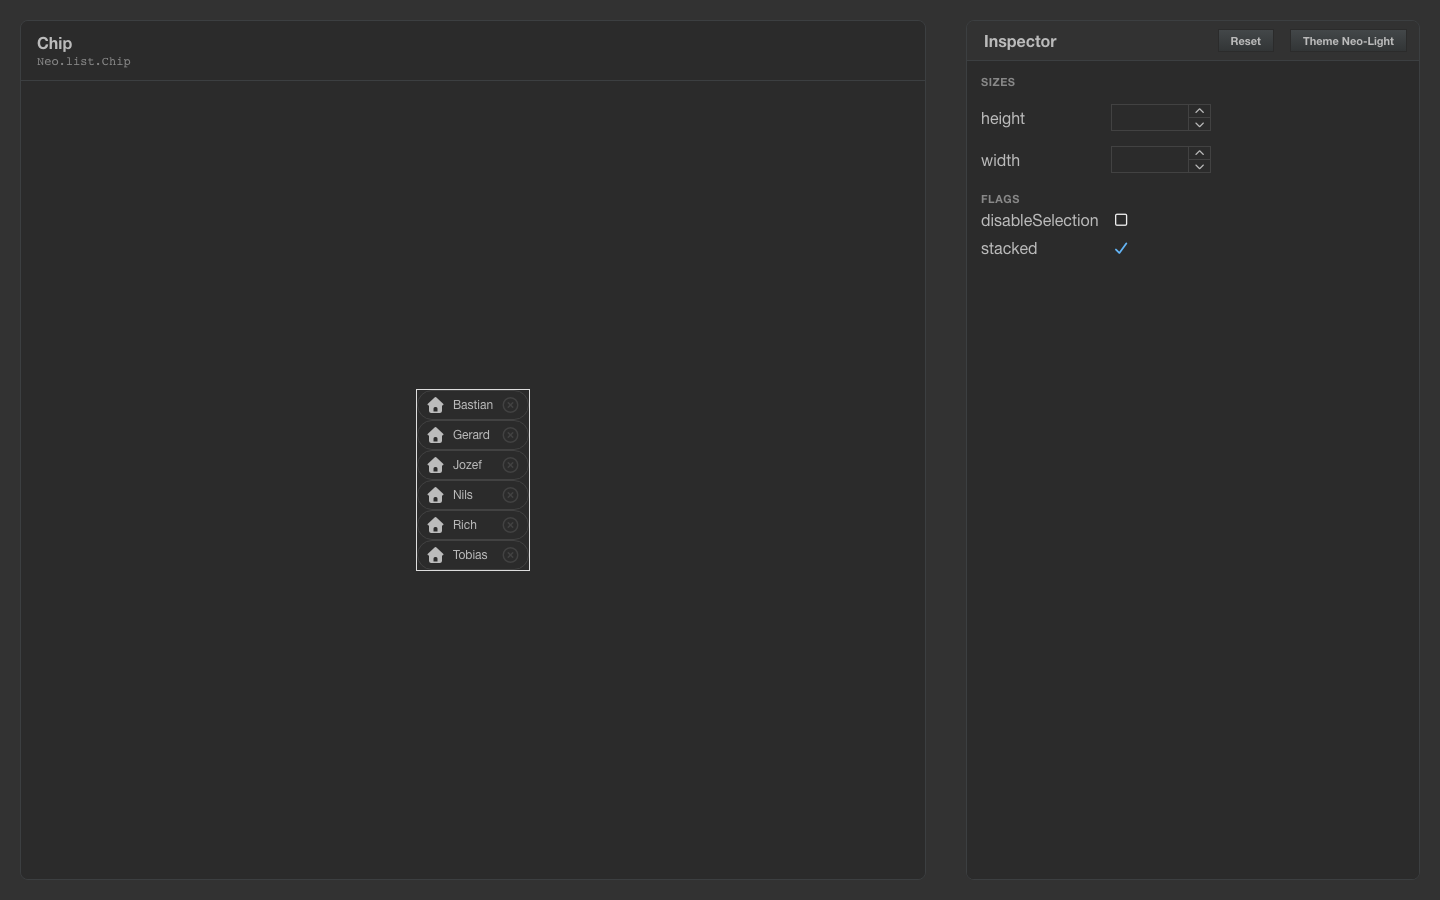 Chip
Neo.list.Chip
Bastian
Gerard
Jozef
Nils
Rich
Tobias
Inspector
Reset
Theme Neo-Light
SIZES
height
width
FLAGS
disableSelection
stacked